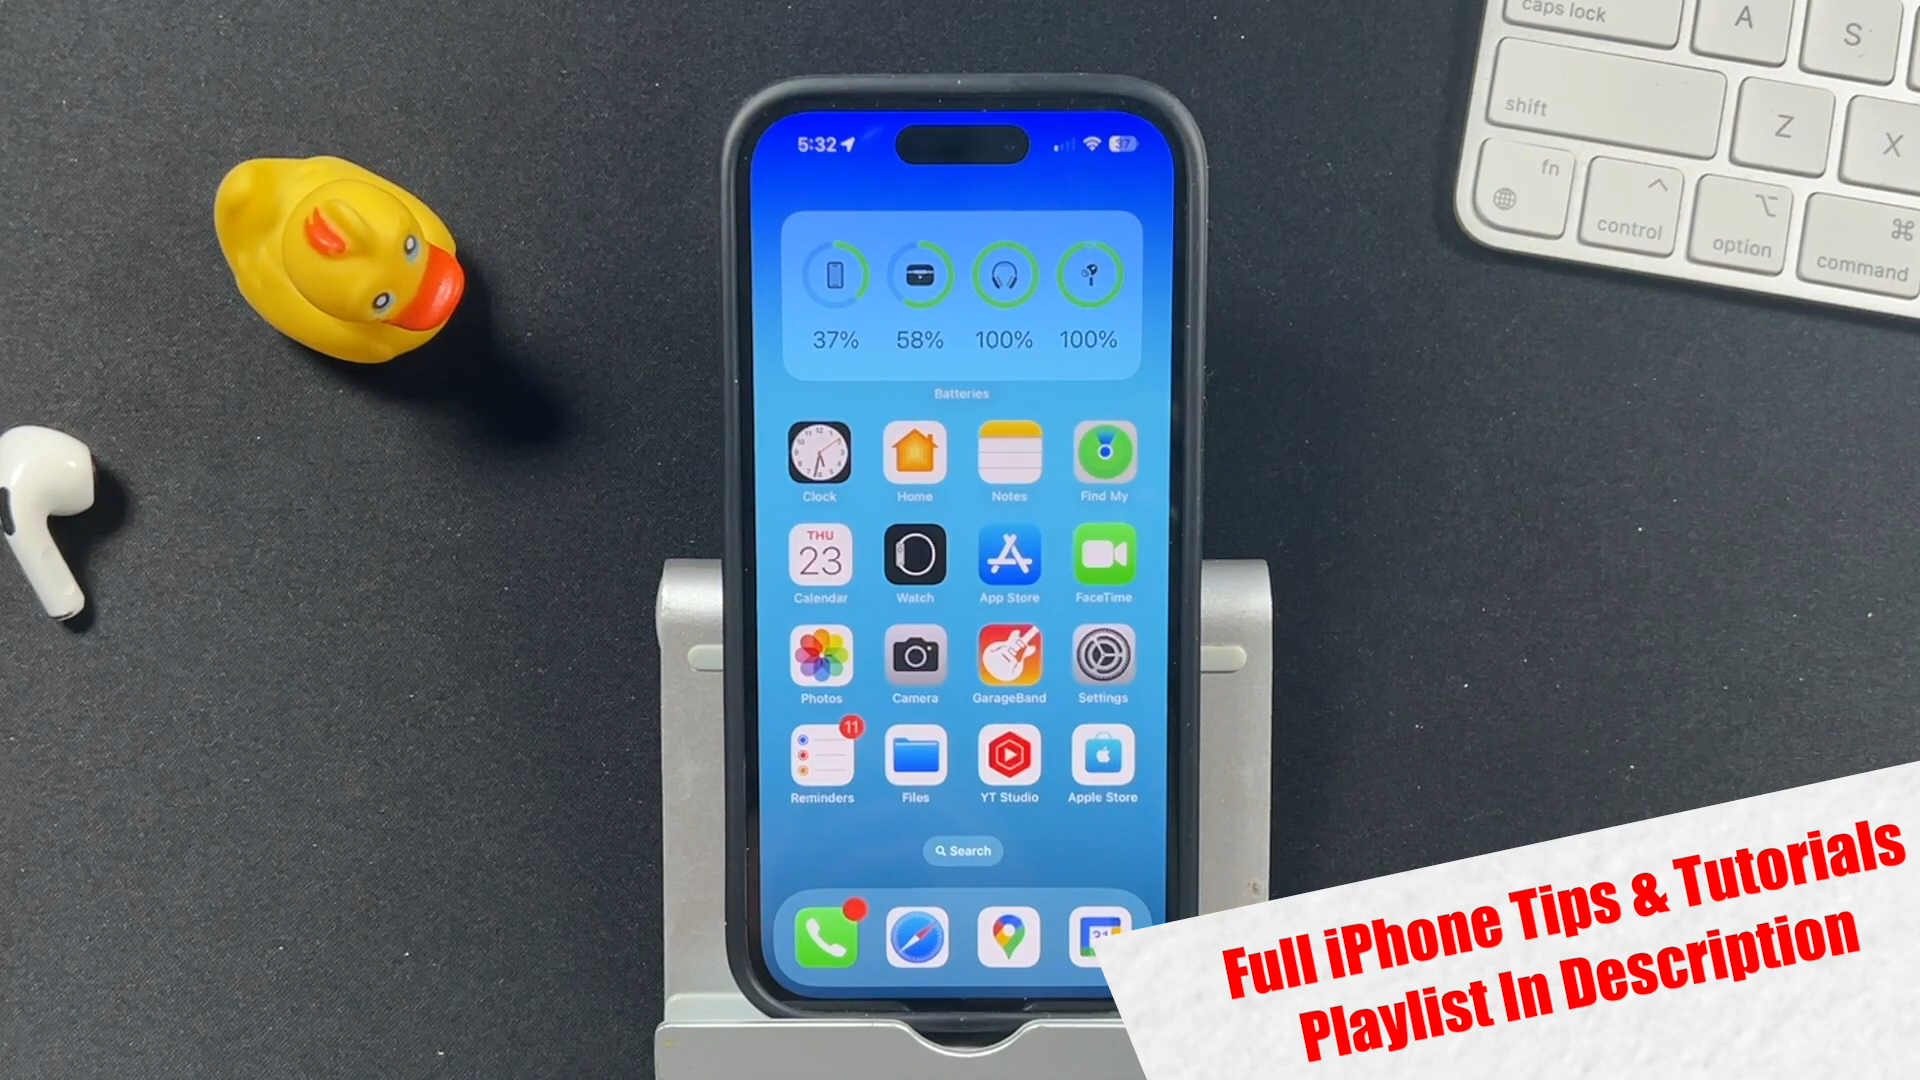 caps lock
A
S
shift
Z
X
fn
control
option
command
5:32
37
37% 58% 100% 100%
Batteries
Clock Home Notes Find My
THU
23
Calendar Watch App Store FaceTime
Photos Camera GarageBand Settings
11
Reminders Files YT Studio Apple Store
Search
31
Full iPhone Tips & Tutorials
Playlist In Description